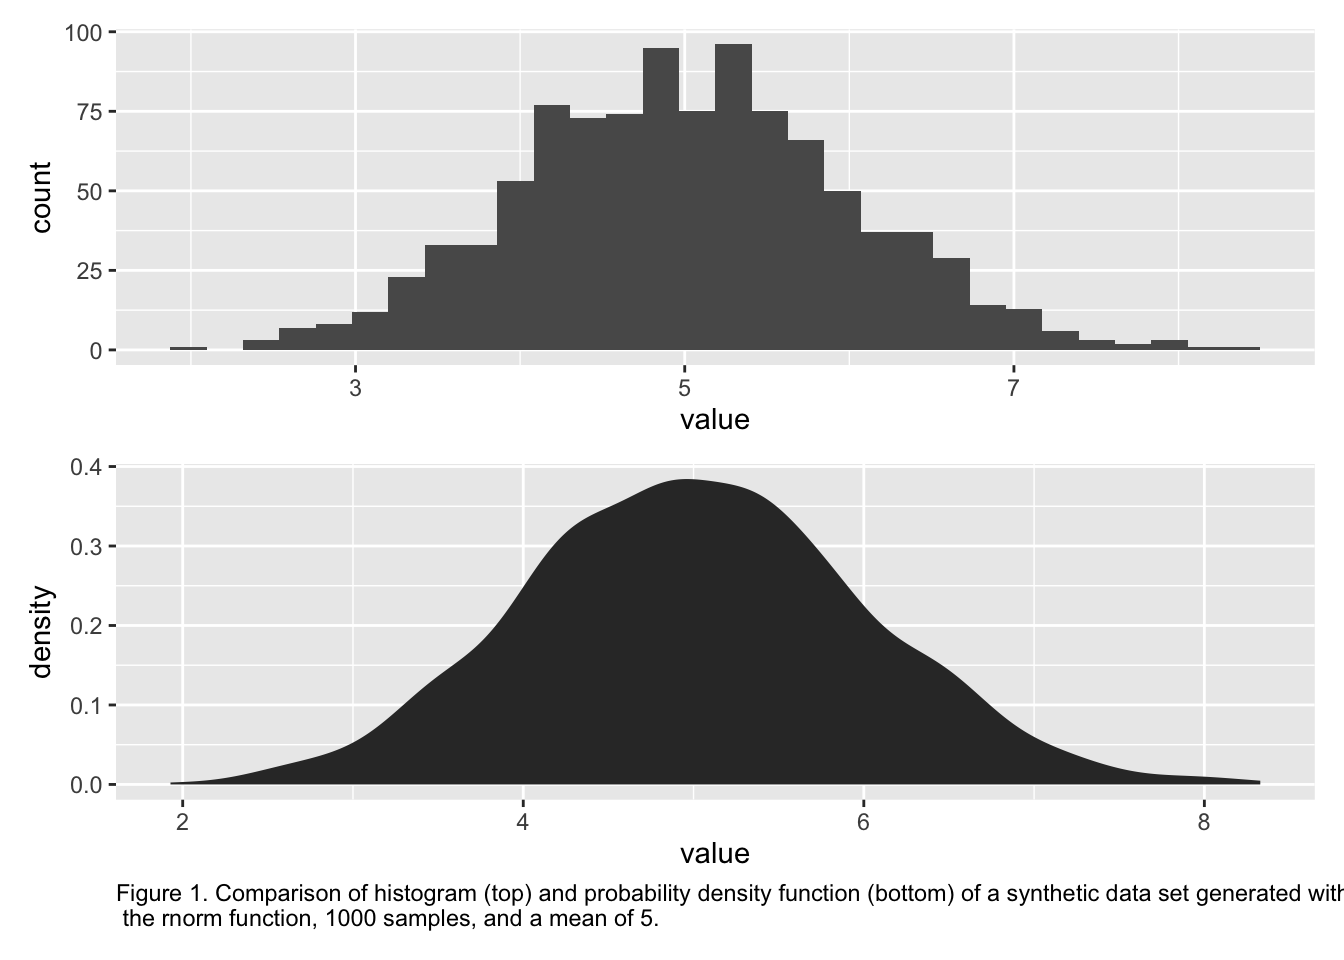 100
75
50
25
0
count
3 5 7
value
0.4
0.3
0.2
0.1
0.0
density
2 4 6 8
value
Figure 1. Comparison of histogram (top) and probability density function (bottom) of a synthetic data set generated with
the rnorm function, 1000 samples, and a mean of 5.